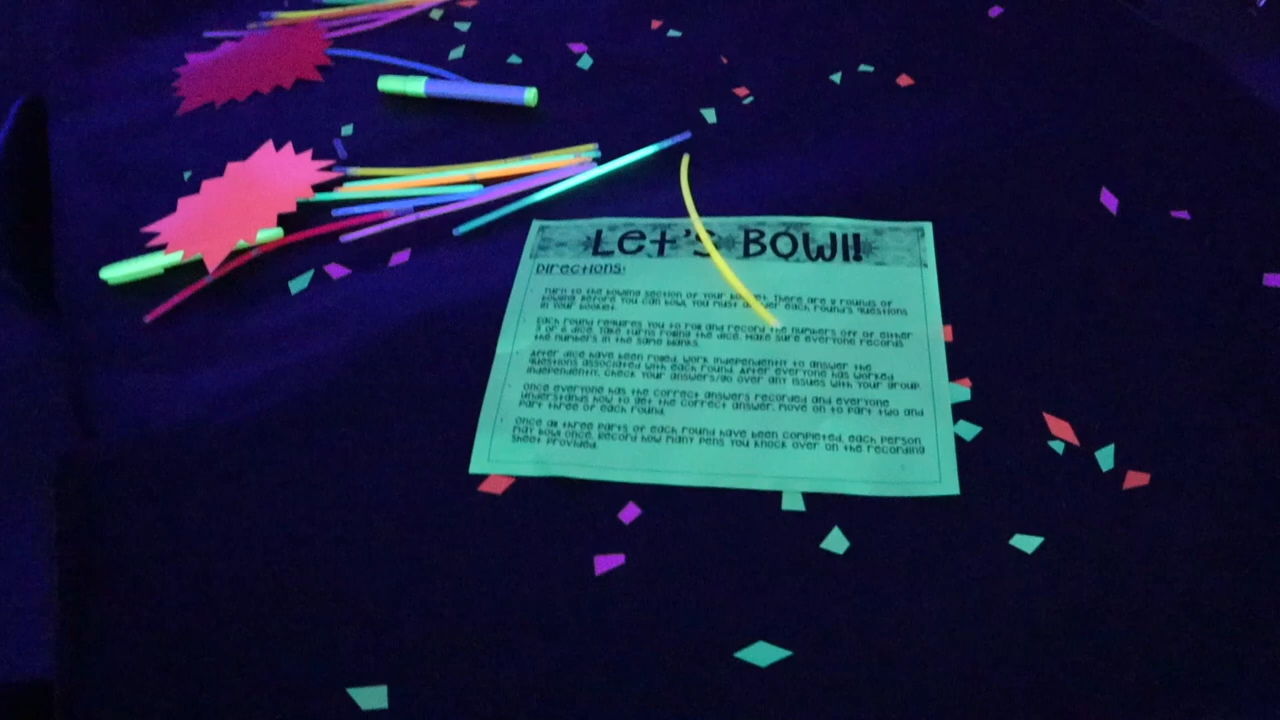 Let's BOWl!
Directions:
Turn to the bowling section of your There are rounds of
bowling. Before you can bowl, you must answer each round's questions
in your booklet.
Each round requires you to roll and record the numbers off of either
3 or 6 dice. Take turns rolling the dice. Make sure everyone records
the numbers in the same blanks.
After dice have been rolled, work independently to answer the
questions associated with each round. After everyone has worked
independently, check your answers/go over any issues with your group.
Once everyone has the correct answers recorded and everyone
understands how to get the correct answer, move on to part two and
part three of each round.
Once all three parts of each round have been completed, each person
may bowl once. Record how many pens you knock over on the recording
sheet provided.